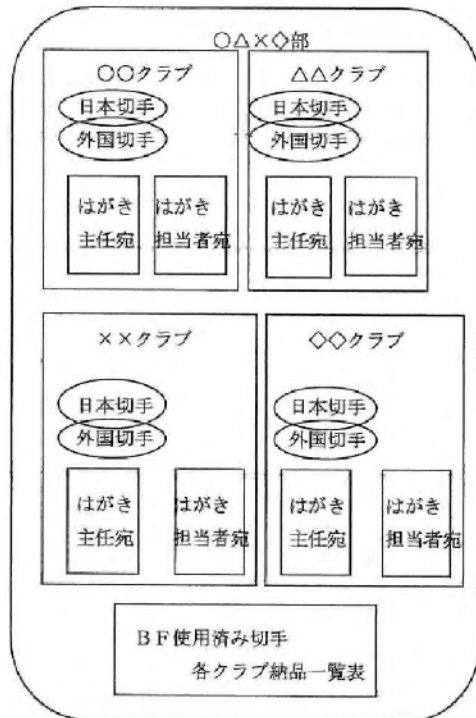 ○△×◇部
○○クラブ
日本切手
外国切手
はがき
主任宛
はがき
担当者宛
△△クラブ
日本切手
外国切手
はがき
主任宛
はがき
担当者宛
××クラブ
日本切手
外国切手
はがき
主任宛
はがき
担当者宛
◇◇クラブ
日本切手
外国切手
はがき
主任宛
はがき
担当者宛
BF使用済み切手
各クラブ納品一覧表